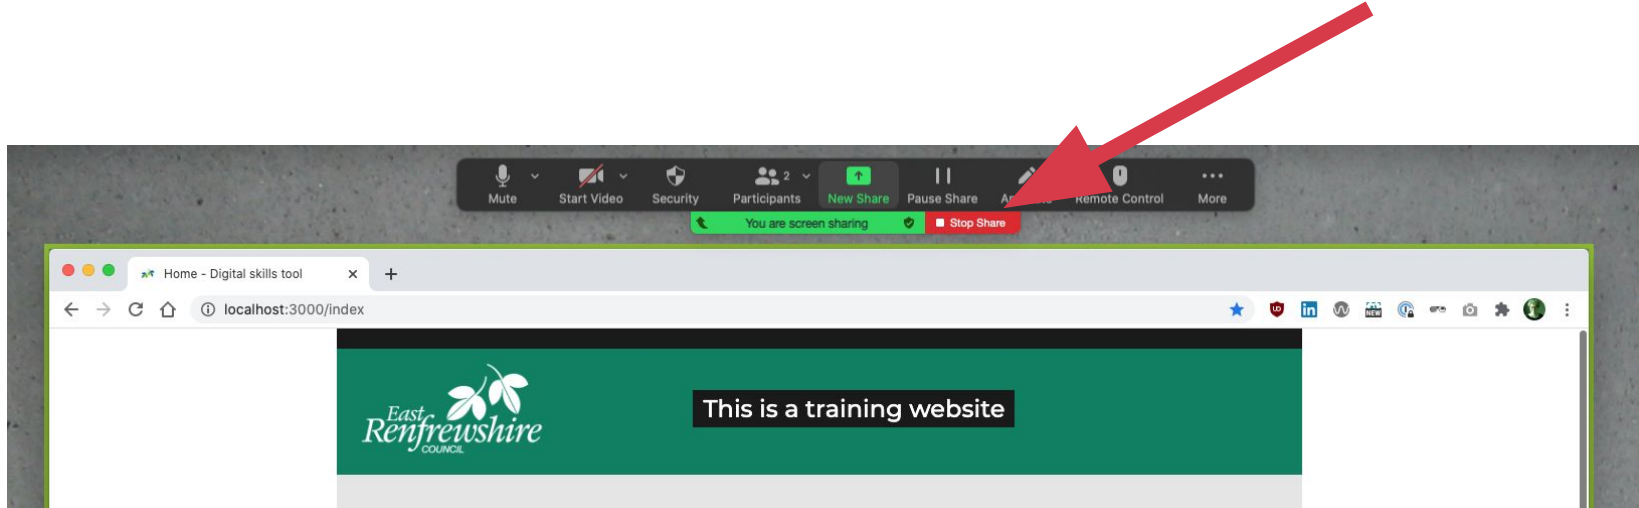 Mute Start Video Security Participants 2 New Share Pause Share Remote Control More
You are screen sharing Stop Share
Home - Digital skills tool
localhost:3000/index
NEW
East
Renfrewshire
COUNCIL
This is a training website